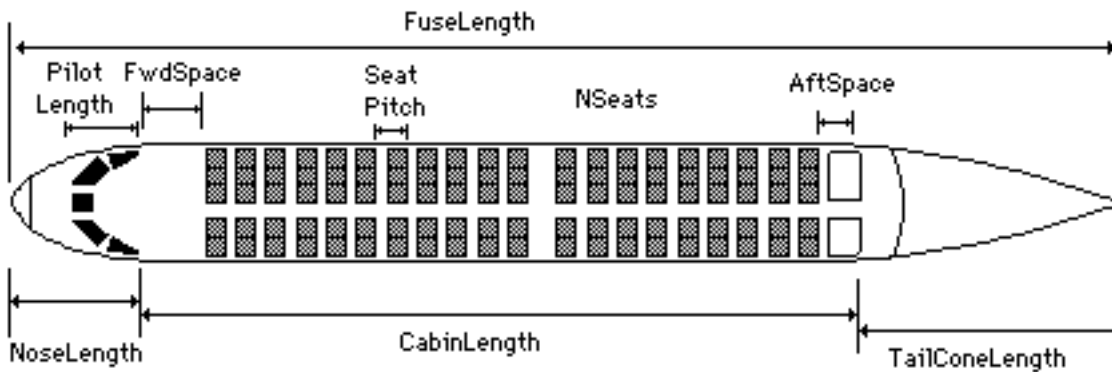 FuseLength
Pilot
Length
FwdSpace
Seat
Pitch
NSeats
AftSpace
NoseLength
CabinLength
TailConeLength